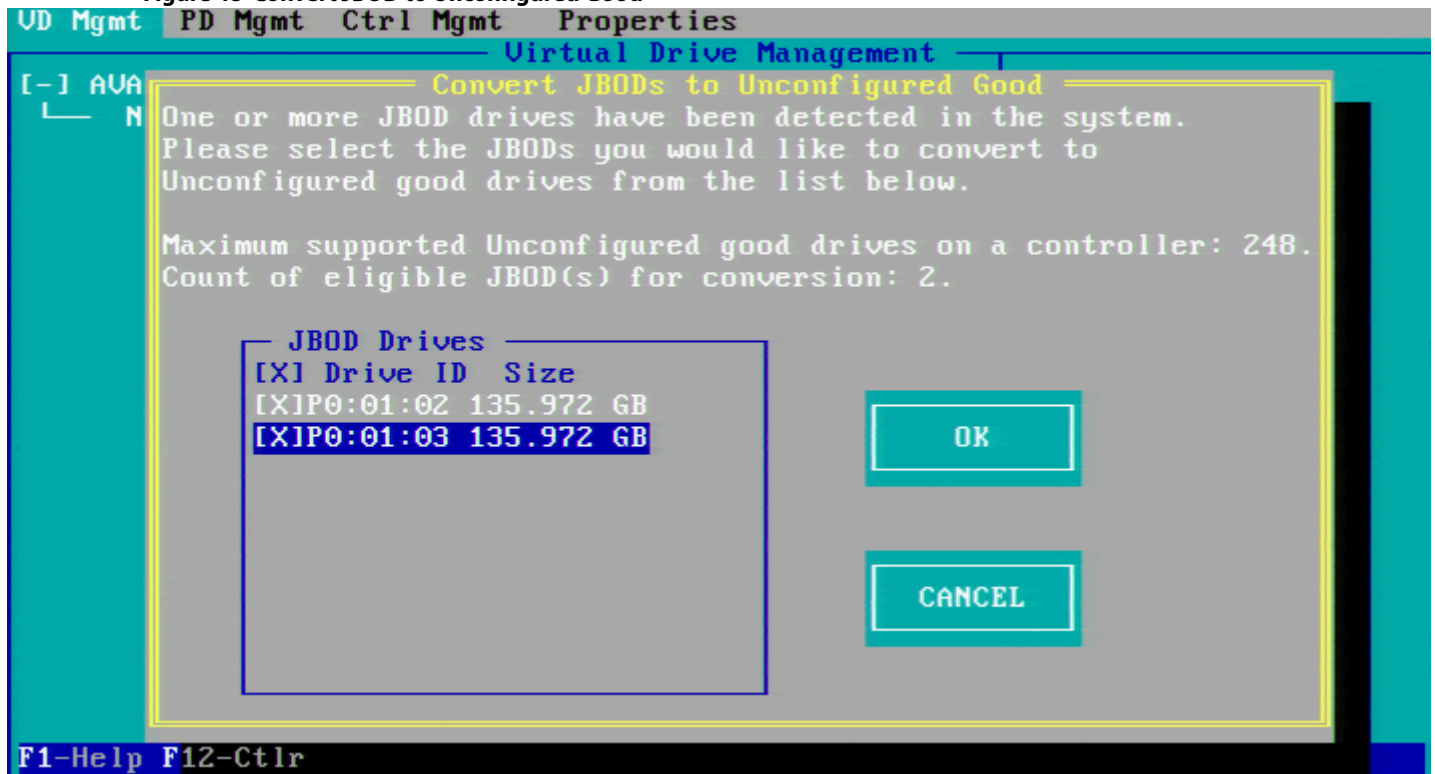 VD Mgmt PD Mgmt Ctrl Mgmt Properties
Virtual Drive Management
[-] AVA
Convert JBODs to Unconfigured Good
N
One or more JBOD drives have been detected in the system.
Please select the JBODs you would like to convert to
Unconfigured good drives from the list below.
Maximum supported Unconfigured good drives on a controller: 248.
Count of eligible JBOD(s) for conversion: 2.
JBOD Drives
[X] Drive ID Size
[X]P0:01:02 135.972 GB
[X]P0:01:03 135.972 GB
OK
CANCEL
F1-Help F12-Ctlr